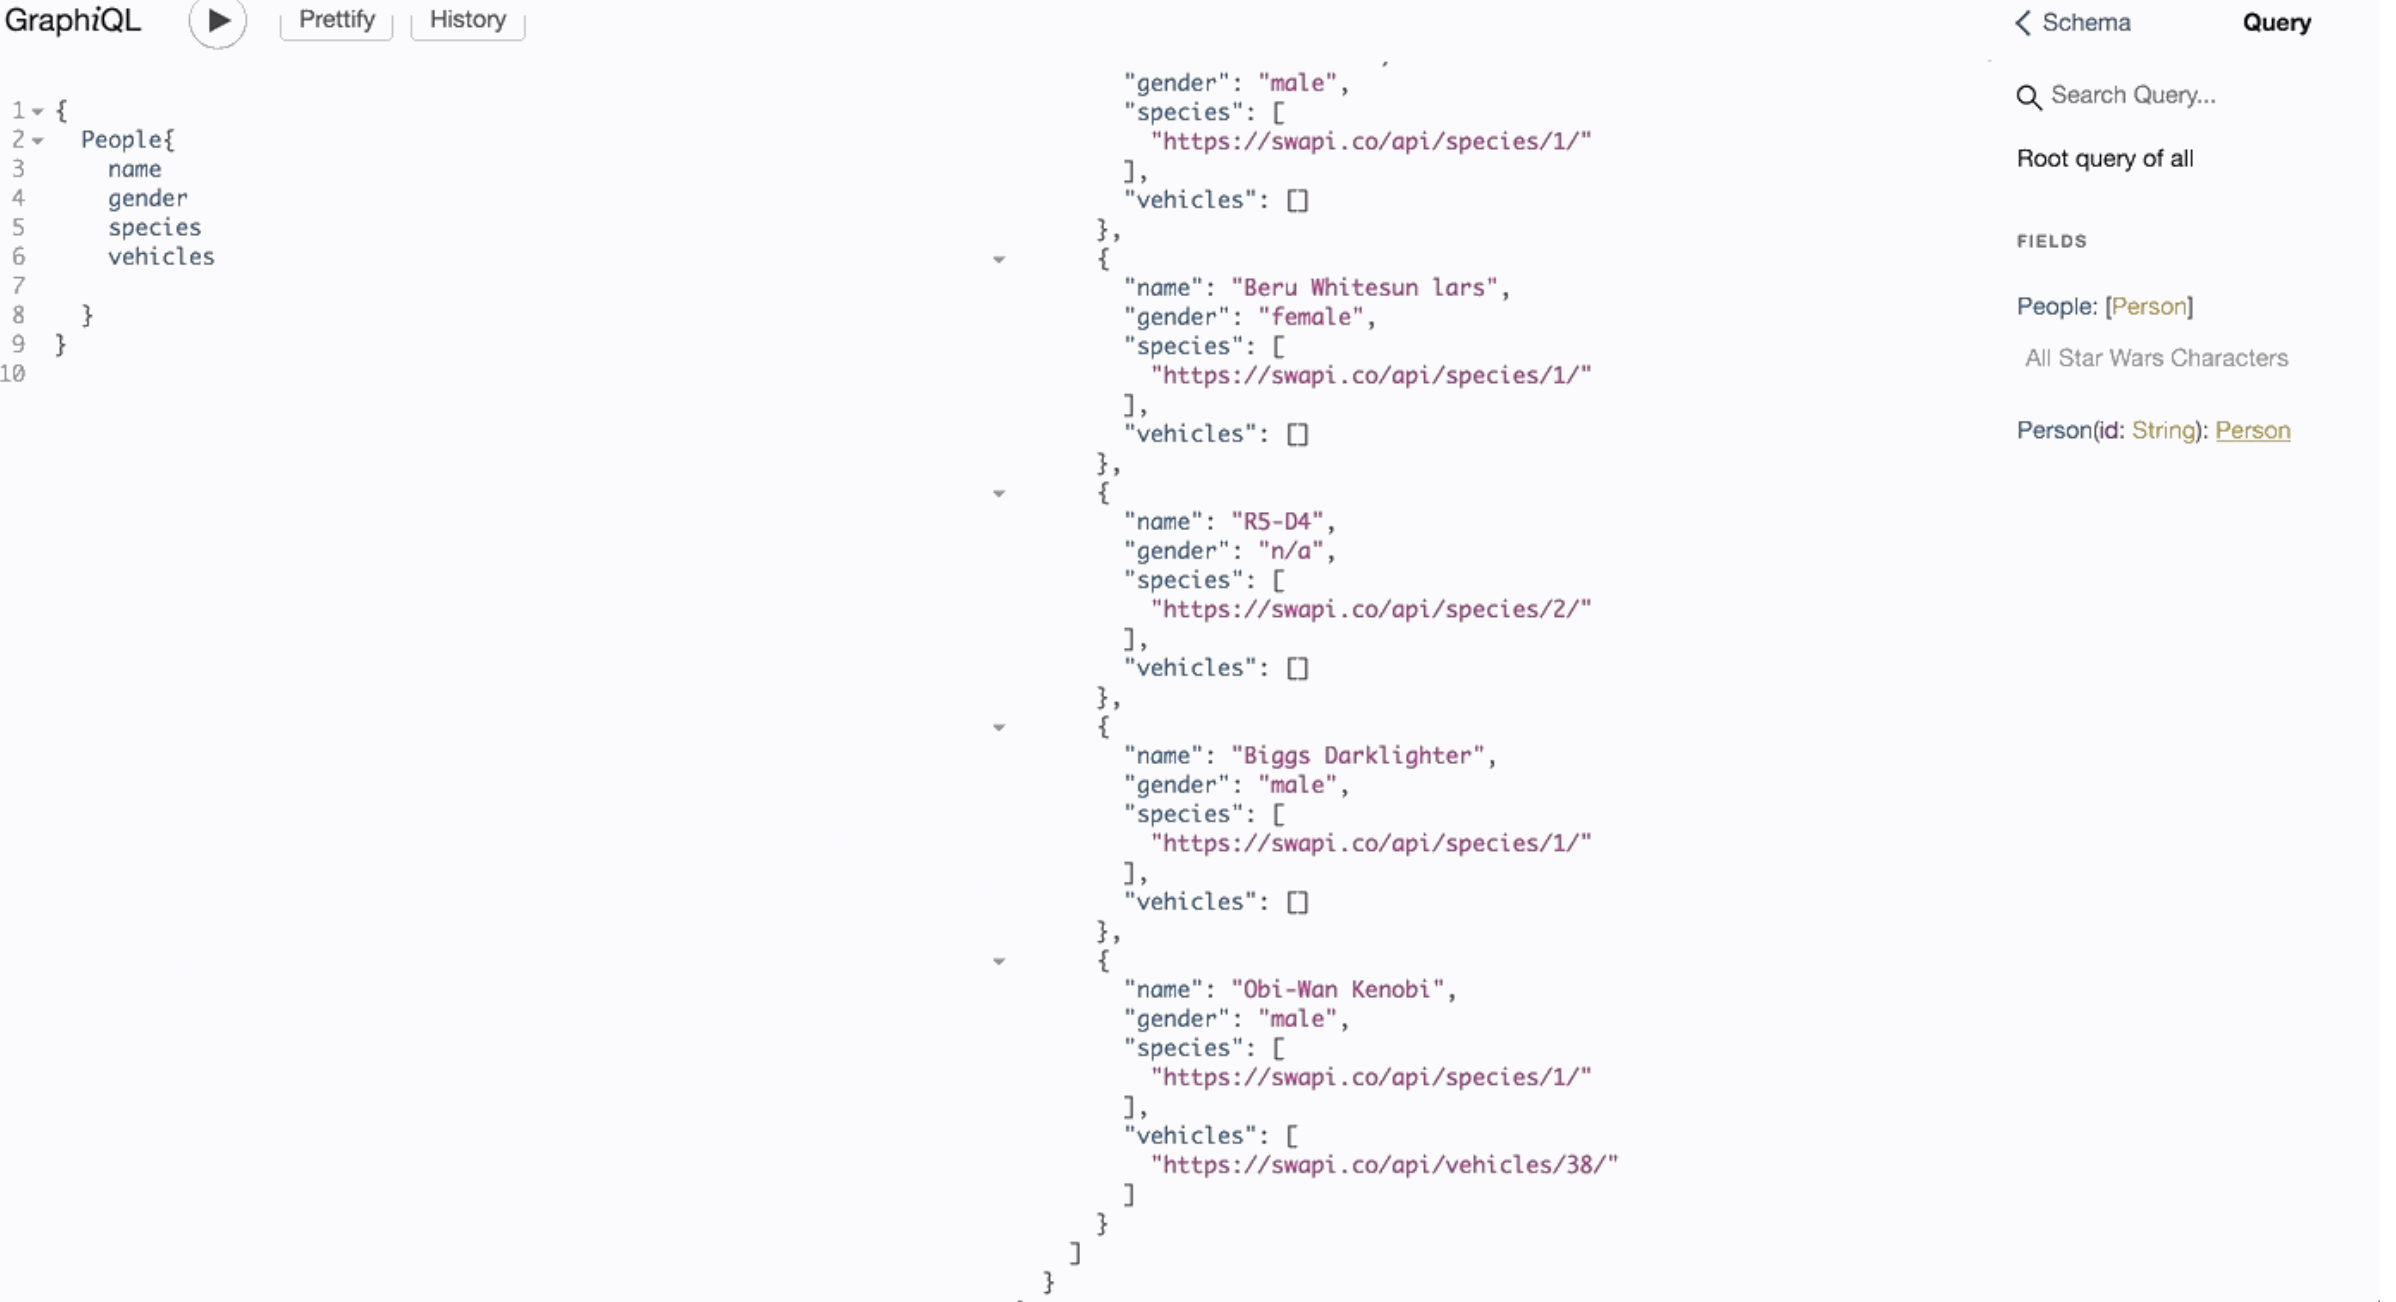 GraphiQL
Prettify
History
1 {
2 People{
3 name
4 gender
5 species
6 vehicles
7
8 }
9 }
10
"gender": "male",
"species": [
"https://swapi.co/api/species/1/"
],
"vehicles": []
},
{
"name": "Beru Whitesun lars",
"gender": "female",
"species": [
"https://swapi.co/api/species/1/"
],
"vehicles": []
},
{
"name": "R5-D4",
"gender": "n/a",
"species": [
"https://swapi.co/api/species/2/"
],
"vehicles": []
},
{
"name": "Biggs Darklighter",
"gender": "male",
"species": [
"https://swapi.co/api/species/1/"
],
"vehicles": []
},
{
"name": "Obi-Wan Kenobi",
"gender": "male",
"species": [
"https://swapi.co/api/species/1/"
],
"vehicles": [
"https://swapi.co/api/vehicles/38/"
]
}
]
}
Schema
Query
Search Query...
Root query of all
FIELDS
People: [Person]
All Star Wars Characters
Person(id: String): Person